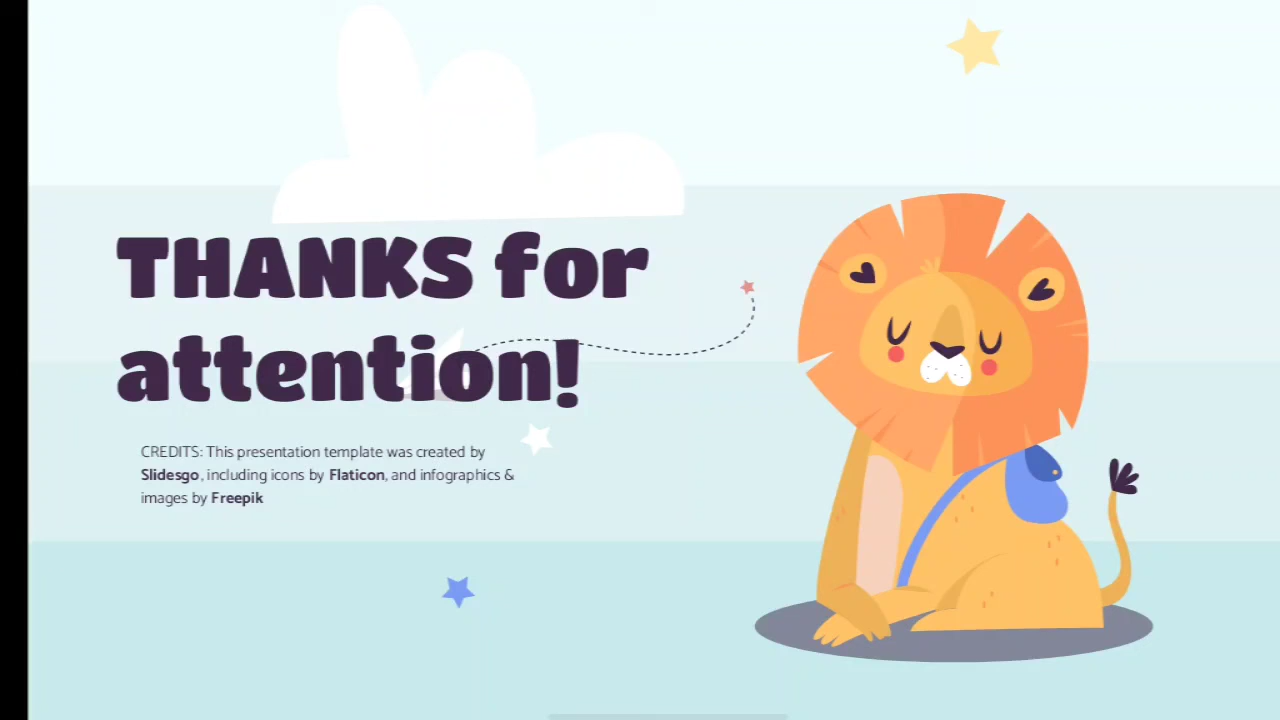 THANKS for
attention!
CREDITS: This presentation template was created by
Slidesgo, including icons by Flaticon, and infographics &
images by Freepik